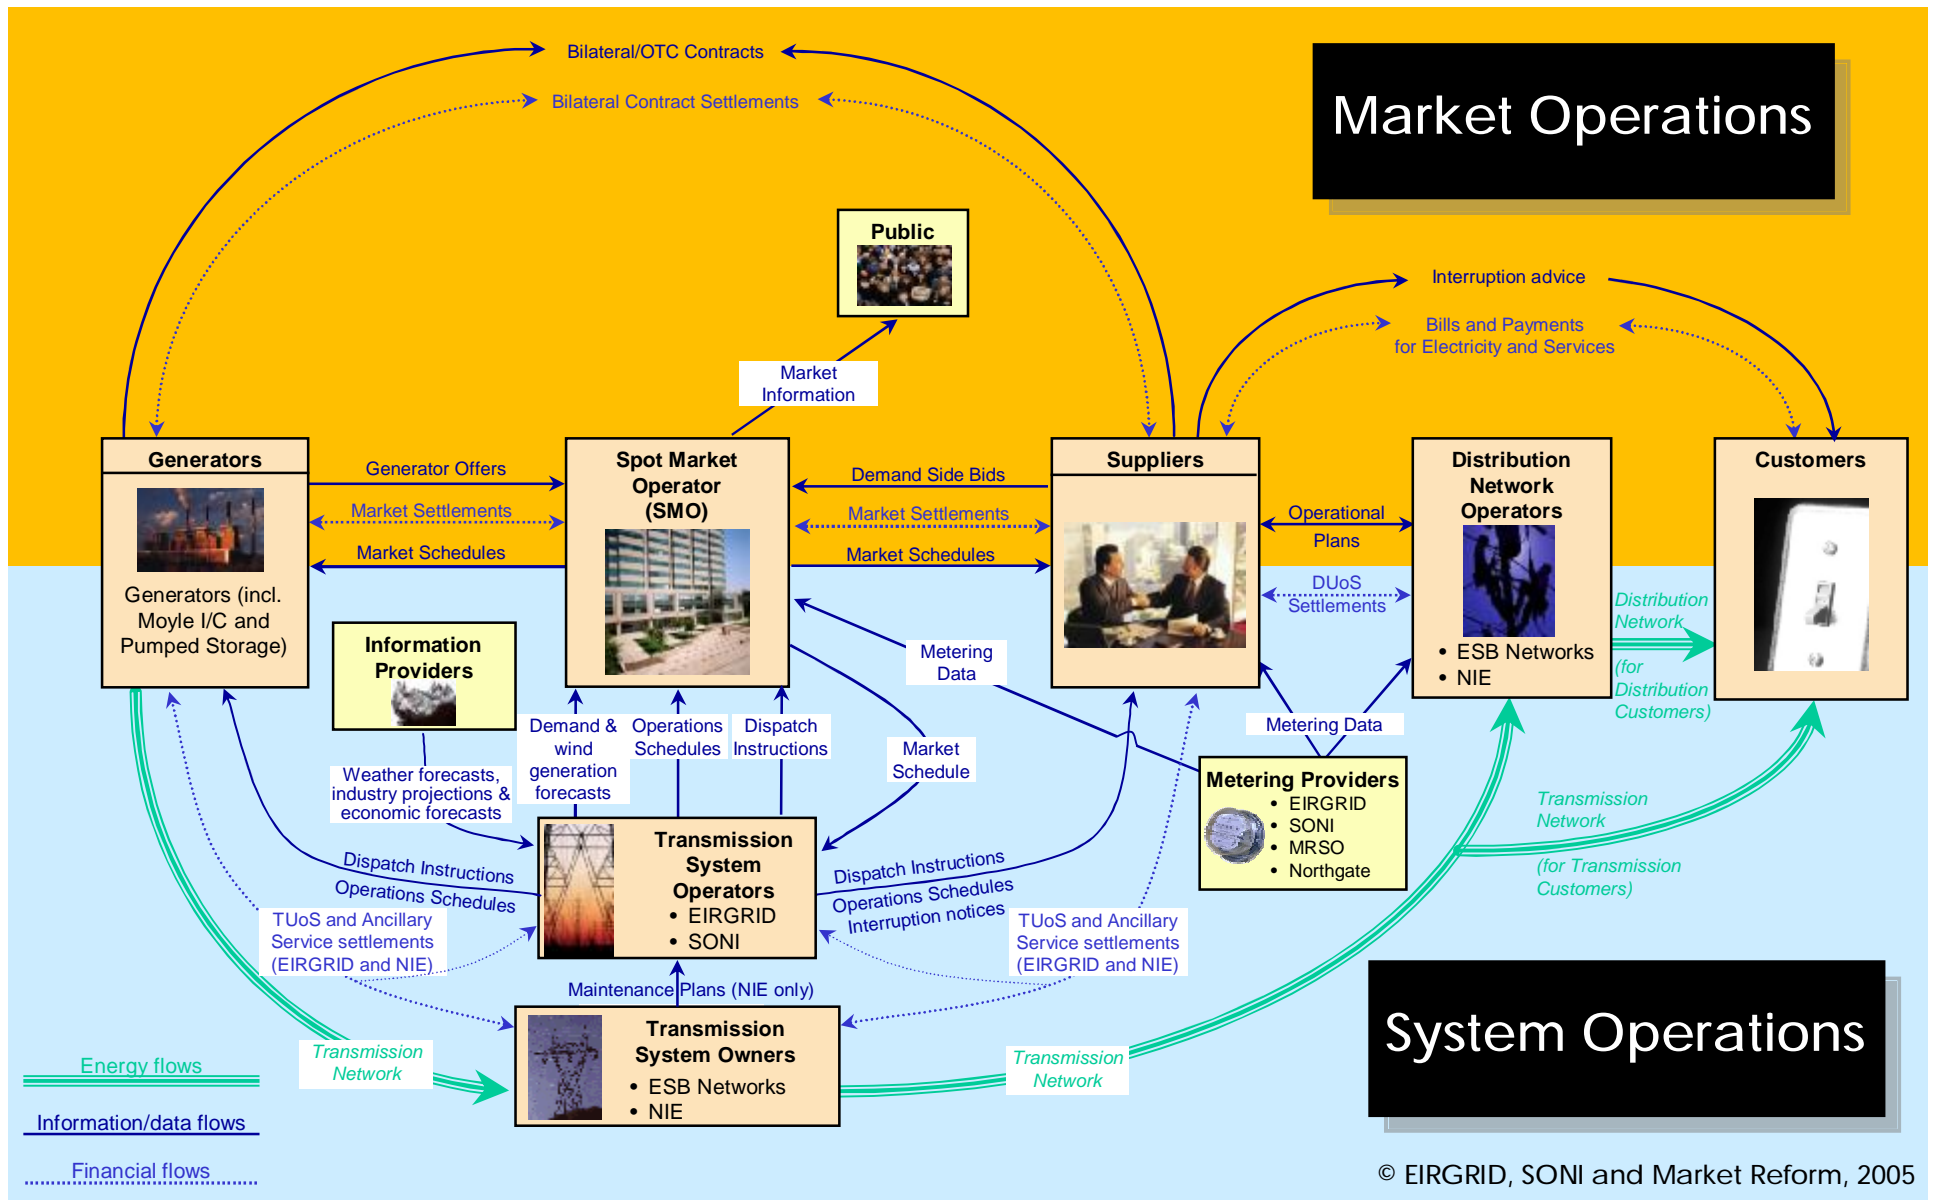 Bilateral/OTC Contracts
Bilateral Contract Settlements
Market Operations
Public
Market
Information
Interruption advice
Bills and Payments
for Electricity and Services
Generators
Generators (incl.
Moyle I/C and
Pumped Storage)
Generator Offers
Market Settlements
Market Schedules
Spot Market
Operator
(SMO)
Demand Side Bids
Market Settlements
Market Schedules
Suppliers
Operational
Plans
DUoS
Settlements
Distribution
Network
Operators
• ESB Networks
• NIE
Distribution
Network
(for
Distribution
Customers)
Customers
Information
Providers
Weather forecasts,
industry projections &
economic forecasts
Demand &
wind
generation
forecasts
Operations
Schedules
Dispatch
Instructions
Market
Schedule
Metering
Data
Metering Data
Metering Providers
• EIRGRID
• SONI
• MRSO
• Northgate
Transmission
Network
(for Transmission
Customers)
Dispatch Instructions
Operations Schedules
Transmission
System
Operators
• EIRGRID
• SONI
Dispatch Instructions
Operations Schedules
Interruption notices
TUoS and Ancillary
Service settlements
(EIRGRID and NIE)
TUoS and Ancillary
Service settlements
(EIRGRID and NIE)
Maintenance Plans (NIE only)
Transmission
System Owners
• ESB Networks
• NIE
Transmission
Network
Transmission
Network
System Operations
Energy flows
Information/data flows
Financial flows
© EIRGRID, SONI and Market Reform, 2005